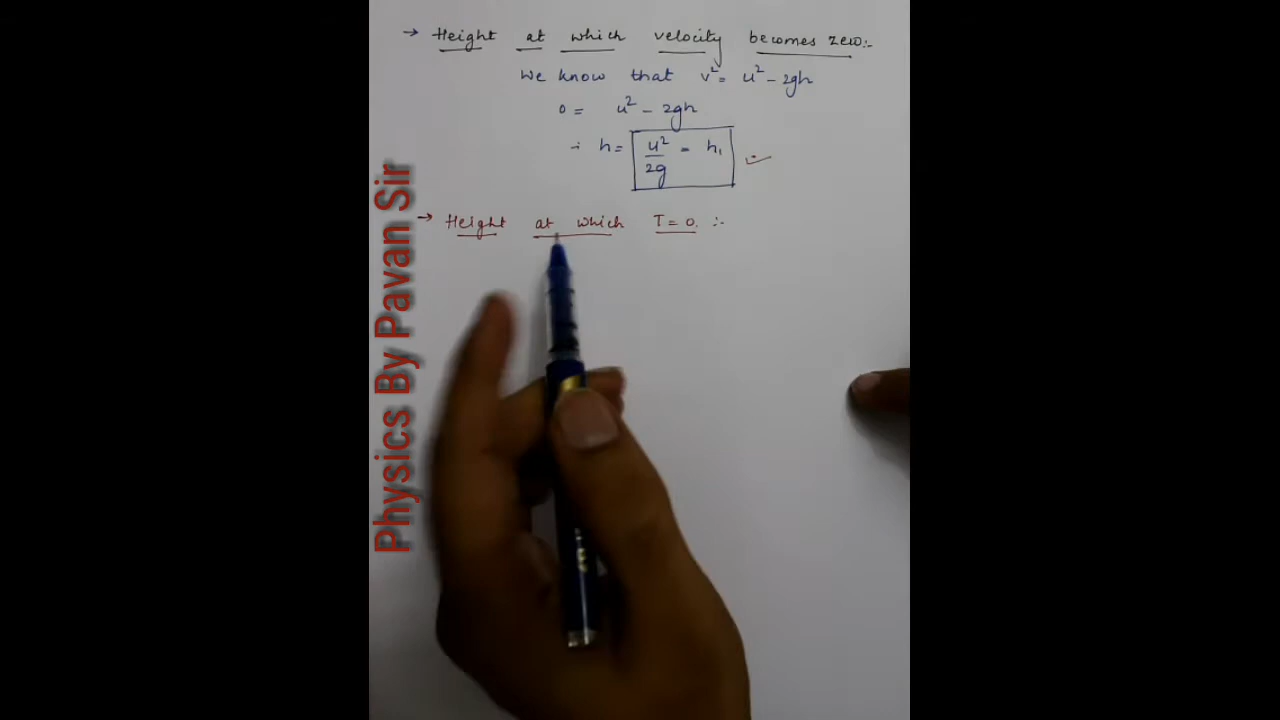 → Height at which velocity becomes zero:-
We know that v² = u² - 2gh
0 = u² - 2gh
∴ h = u²/2g = h₁
→ Height at which T = 0. :-
Physics By Pavan Sir